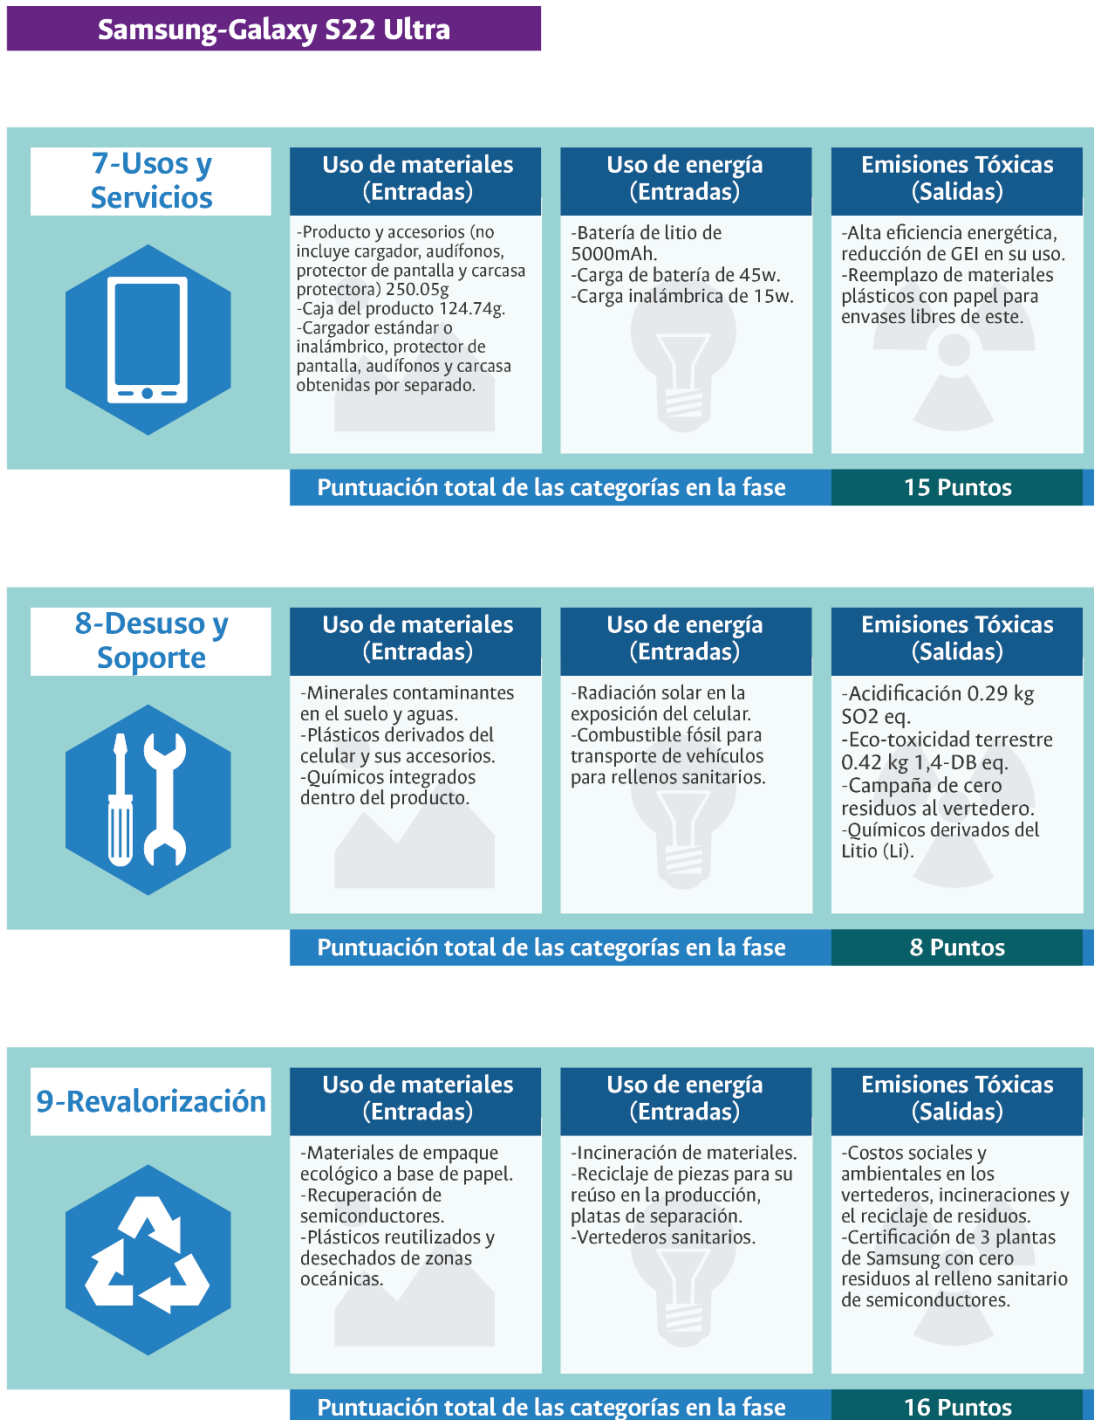 Samsung-Galaxy S22 Ultra
7-Usos y
Servicios
Uso de materiales
(Entradas)
-Producto y accesorios (no
incluye cargador, audífonos,
protector de pantalla y carcasa
protectora) 250.05g
-Caja del producto 124.74g.
-Cargador estándar o
inalámbrico, protector de
pantalla, audífonos y carcasa
obtenidas por separado.
Uso de energía
(Entradas)
-Batería de litio de
5000mAh.
-Carga de batería de 45w.
-Carga inalámbrica de 15w.
Emisiones Tóxicas
(Salidas)
-Alta eficiencia energética,
reducción de GEI en su uso.
-Reemplazo de materiales
plásticos con papel para
envases libres de este.
Puntuación total de las categorías en la fase
15 Puntos
8-Desuso y
Soporte
Uso de materiales
(Entradas)
-Minerales contaminantes
en el suelo y aguas.
-Plásticos derivados del
celular y sus accesorios.
-Químicos integrados
dentro del producto.
Uso de energía
(Entradas)
-Radiación solar en la
exposición del celular.
-Combustible fósil para
transporte de vehículos
para rellenos sanitarios.
Emisiones Tóxicas
(Salidas)
-Acidificación 0.29 kg
SO2 eq.
-Eco-toxicidad terrestre
0.42 kg 1,4-DB eq.
-Campaña de cero
residuos al vertedero.
-Químicos derivados del
Litio (Li).
Puntuación total de las categorías en la fase
8 Puntos
9-Revalorización
Uso de materiales
(Entradas)
-Materiales de empaque
ecológico a base de papel.
-Recuperación de
semiconductores.
-Plásticos reutilizados y
desechados de zonas
oceánicas.
Uso de energía
(Entradas)
-Incineración de materiales.
-Reciclaje de piezas para su
reúso en la producción,
platas de separación.
-Vertederos sanitarios.
Emisiones Tóxicas
(Salidas)
-Costos sociales y
ambientales en los
vertederos, incineraciones y
el reciclaje de residuos.
-Certificación de 3 plantas
de Samsung con cero
residuos al relleno sanitario
de semiconductores.
Puntuación total de las categorías en la fase
16 Puntos